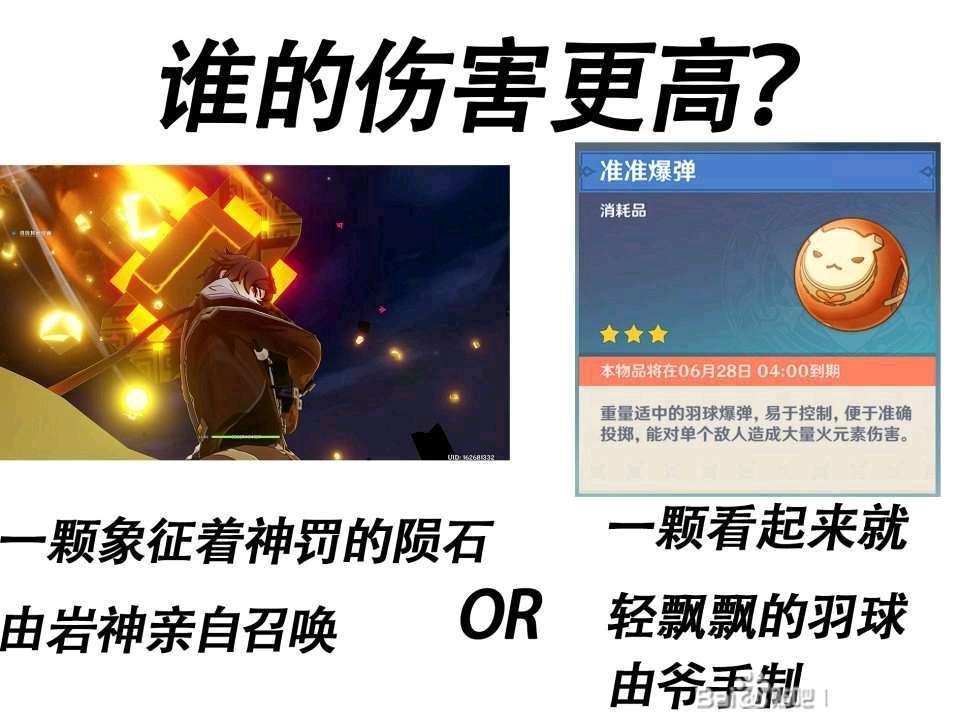 谁的伤害更高?
准准爆弹
消耗品
本物品将在06月28日 04:00到期
重量适中的羽球爆弹，易于控制，便于准确
投掷，能对单个敌人造成大量火元素伤害。
UID: 162681332
一颗象征着神罚的陨石
由岩神亲自召唤
OR
一颗看起来就
轻飘飘的羽球
由爷手制